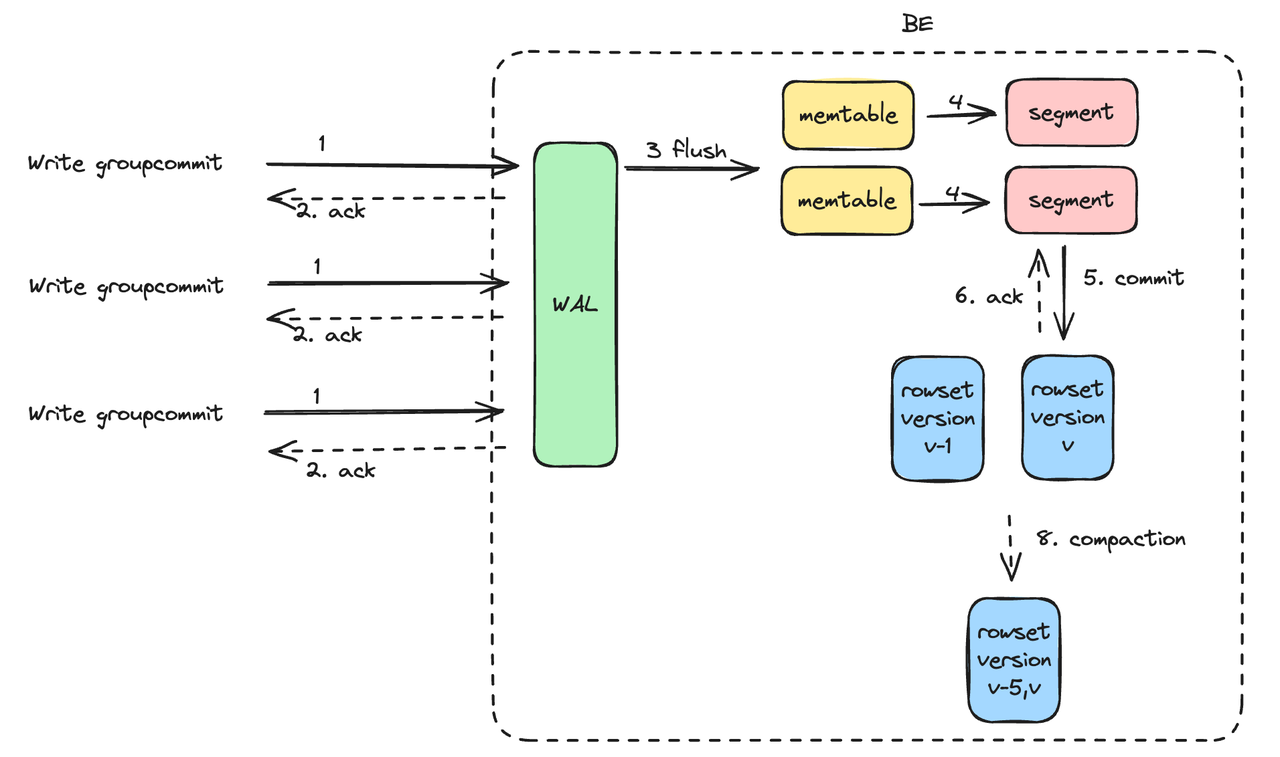 BE
memtable
4
segment
1
3 flush
Write groupcommit
2. ack
memtable
4
segment
1
Write groupcommit
2. ack
WAL
6. ack
5. commit
1
Write groupcommit
2. ack
rowset
version
v-1
rowset
version
v
8. compaction
rowset
version
v-5,v